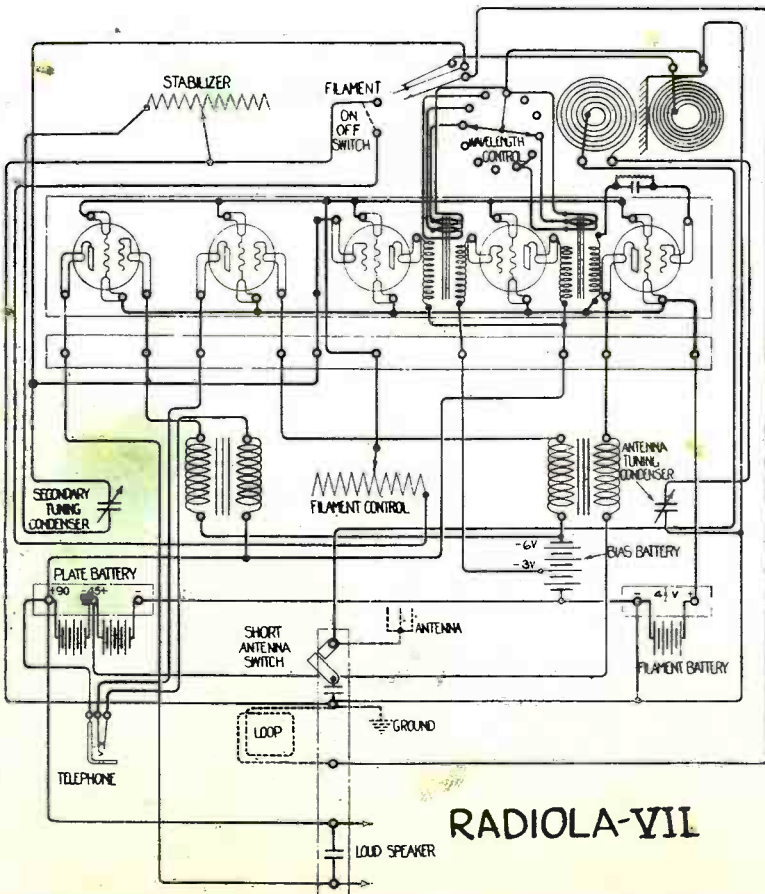 STABILIZER
FILAMENT
ON
OFF
SWITCH
WAVELENGTH
CONTROL
SECONDARY
TUNING
CONDENSER
FILAMENT CONTROL
ANTENNA
TUNING
CONDENSER
-6V
-3V
BIAS BATTERY
PLATE BATTERY
+90 -45+ -
SHORT
ANTENNA
SWITCH
ANTENNA
- 4½ V +
FILAMENT BATTERY
LOOP
GROUND
TELEPHONE
RADIOLA-VII
LOUD SPEAKER